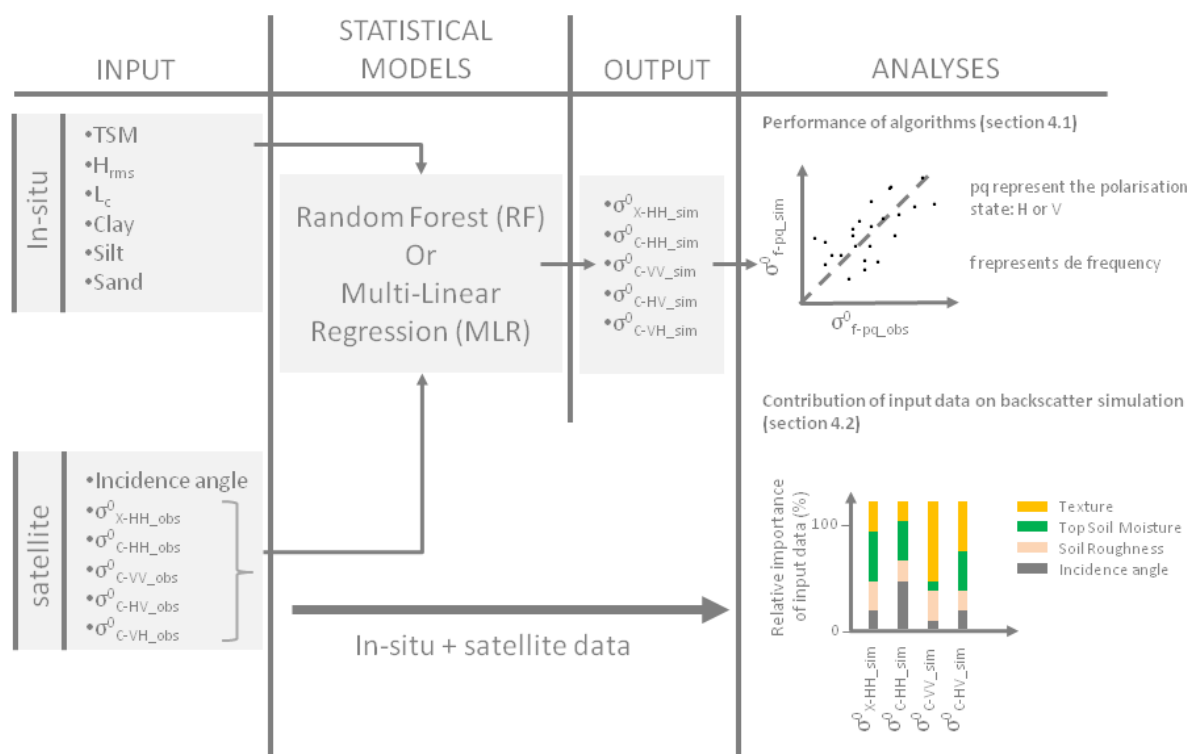 INPUT
STATISTICAL
MODELS
OUTPUT
ANALYSES
In-situ
•TSM
•Hrms
•Lc
•Clay
•Silt
•Sand
Random Forest (RF)
Or
Multi-Linear
Regression (MLR)
•σ⁰X-HH_sim
•σ⁰C-HH_sim
•σ⁰C-VV_sim
•σ⁰C-HV_sim
•σ⁰C-VH_sim
Performance of algorithms (section 4.1)
σ⁰f-pq_sim
σ⁰f-pq_obs
pq represent the polarisation
state: H or V
f represents de frequency
satellite
•Incidence angle
•σ⁰X-HH_obs
•σ⁰C-HH_obs
•σ⁰C-VV_obs
•σ⁰C-HV_obs
•σ⁰C-VH_obs
In-situ + satellite data
Contribution of input data on backscatter simulation
(section 4.2)
Relative importance
of input data (%)
100
0
σ⁰X-HH_sim
σ⁰C-HH_sim
σ⁰C-VV_sim
σ⁰C-HV_sim
Texture
Top Soil Moisture
Soil Roughness
Incidence angle